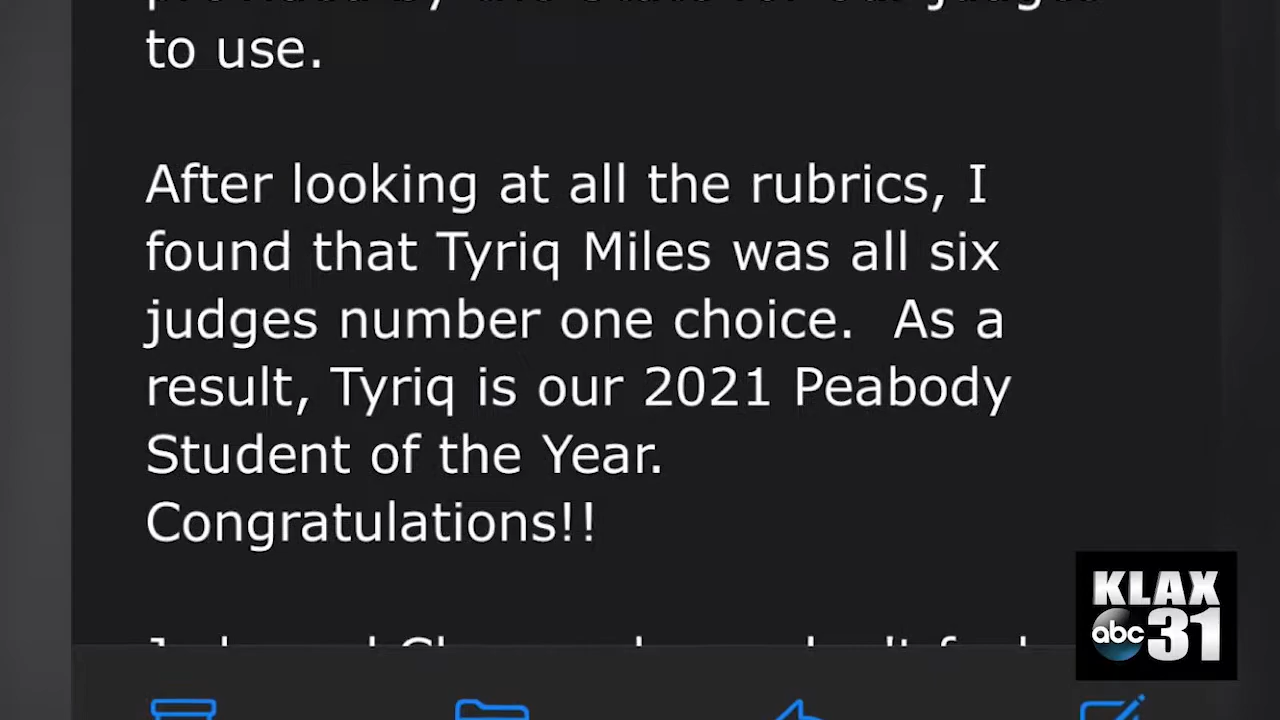 to use.
After looking at all the rubrics, I
found that Tyriq Miles was all six
judges number one choice.  As a
result, Tyriq is our 2021 Peabody
Student of the Year.
Congratulations!!
KLAX
abc 31